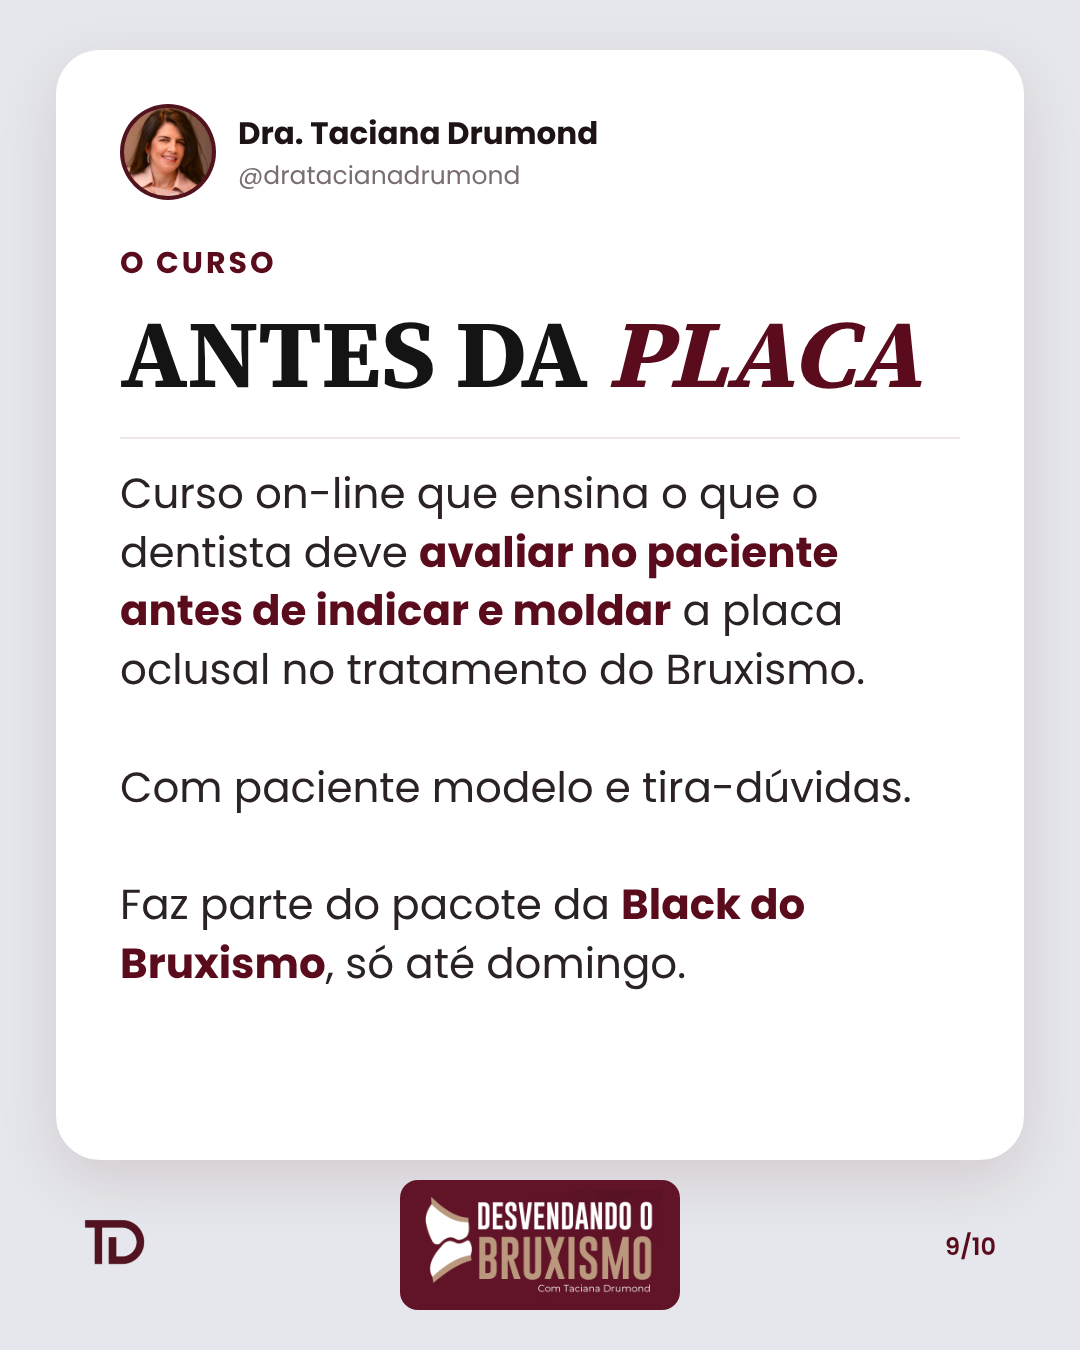 Dra. Taciana Drumond
@dratacianadrumond
O CURSO
ANTES DA PLACA
Curso on-line que ensina o que o
dentista deve avaliar no paciente
antes de indicar e moldar a placa
oclusal no tratamento do Bruxismo.
Com paciente modelo e tira-dúvidas.
Faz parte do pacote da Black do
Bruxismo, só até domingo.
TD
DESVENDANDO O
BRUXISMO
Com Taciana Drumond
9/10